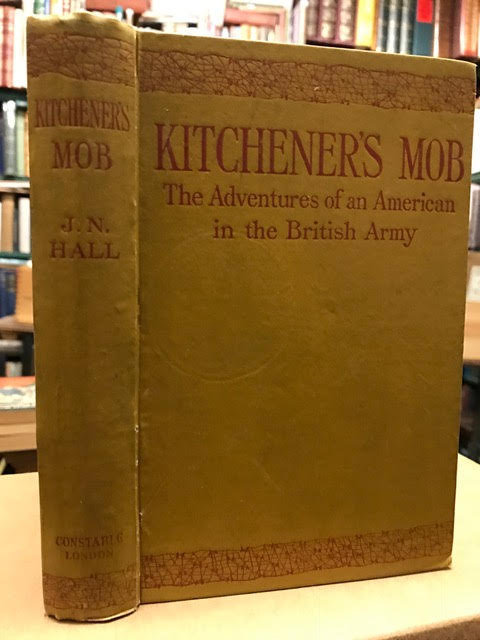 KITCHENER'S
MOB
J. N.
HALL
CONSTABLE
LONDON
KITCHENER'S MOB
The Adventures of an American
in the British Army